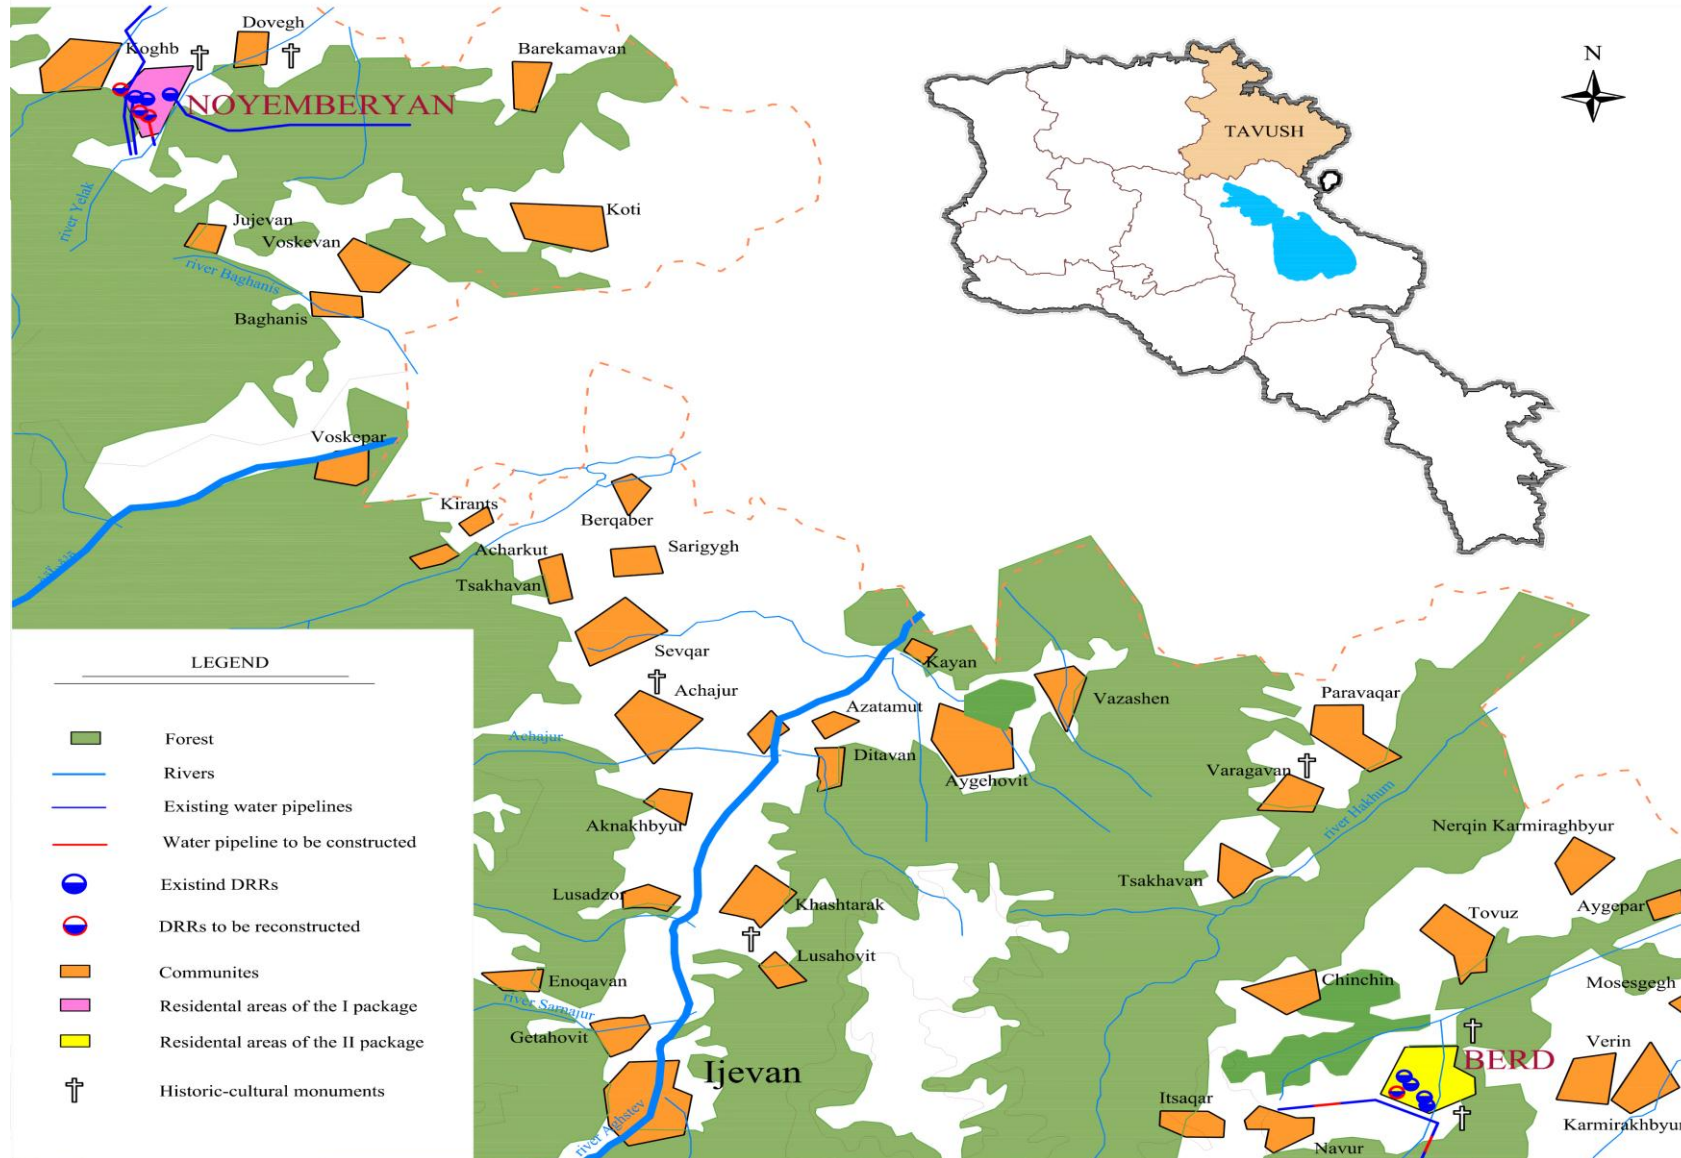 Dovegh
Koghb
Barekamavan
N
NOYEMBERYAN
TAVUSH
river Yelak
Jujevan
Koti
Voskevan
river Baghanis
Baghanis
Voskepar
Kirants
Berqaber
Acharkut
Sarigygh
Tsakhavan
LEGEND
Sevqar
Kayan
Achajur
Azatamut
Vazashen
Paravaqar
Forest
Achajur
Ditavan
Varagavan
Rivers
Aygehovit
river Hakhum
Existing water pipelines
Aknakhbyur
Nerqin Karmiraghbyur
Water pipeline to be constructed
Existind DRRs
Tsakhavan
Lusadzor
Khashtarak
Aygepar
Tovuz
DRRs to be reconstructed
Lusahovit
Communites
Enoqavan
Chinchin
Mosesgegh
Residental areas of the I package
river Sarnajur
Getahovit
Residental areas of the II package
Verin
BERD
Ijevan
Historic-cultural monuments
Itsaqar
river Aghstev
Karmirakhbyur
Navur